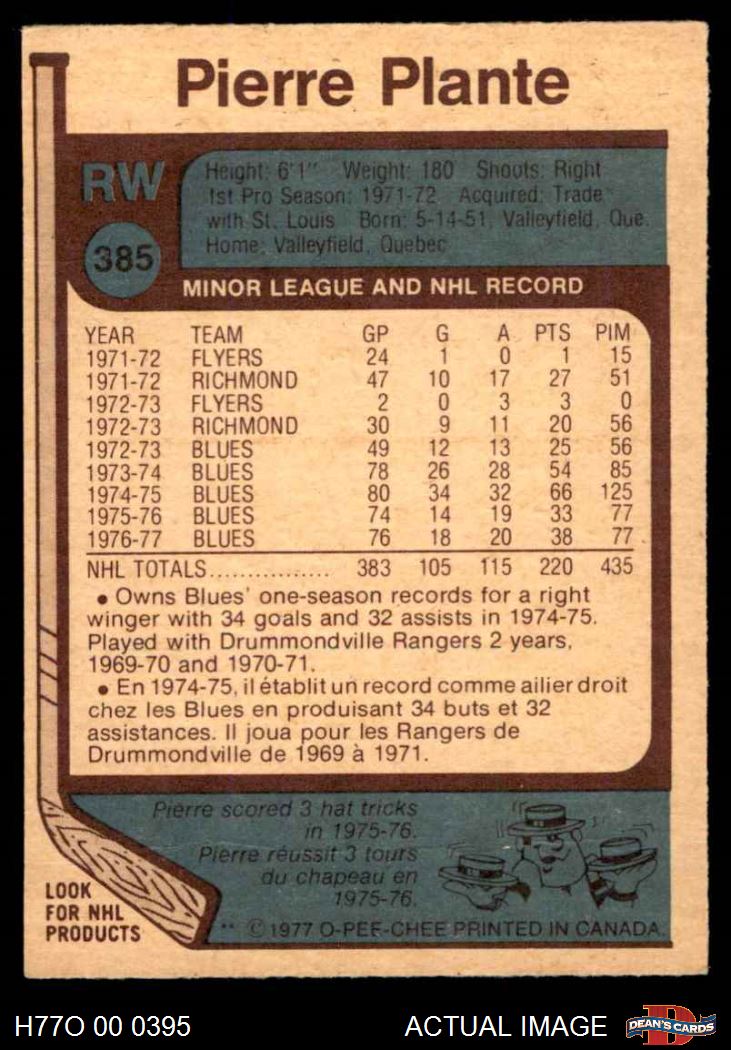 Pierre Plante
RW
385
Height: 6'1" Weight: 180 Shoots: Right
1st Pro Season: 1971-72 Acquired: Trade
with St. Louis Born: 5-14-51, Valleyfield, Que.
Home: Valleyfield, Quebec
MINOR LEAGUE AND NHL RECORD
YEAR TEAM GP G A PTS PIM
1971-72 FLYERS 24 1 0 1 15
1971-72 RICHMOND 47 10 17 27 51
1972-73 FLYERS 2 0 3 3 0
1972-73 RICHMOND 30 9 11 20 56
1972-73 BLUES 49 12 13 25 56
1973-74 BLUES 78 26 28 54 85
1974-75 BLUES 80 34 32 66 125
1975-76 BLUES 74 14 19 33 77
1976-77 BLUES 76 18 20 38 77
NHL TOTALS................ 383 105 115 220 435
• Owns Blues' one-season records for a right
winger with 34 goals and 32 assists in 1974-75.
Played with Drummondville Rangers 2 years,
1969-70 and 1970-71.
• En 1974-75, il établit un record comme ailier droit
chez les Blues en produisant 34 buts et 32
assistances. Il joua pour les Rangers de
Drummondville de 1969 à 1971.
Pierre scored 3 hat tricks
in 1975-76.
Pierre réussit 3 tours
du chapeau en
1975-76.
LOOK
FOR NHL
PRODUCTS
** © 1977 O-PEE-CHEE PRINTED IN CANADA.
H77O 00 0395 ACTUAL IMAGE
D
DEAN'S CARDS